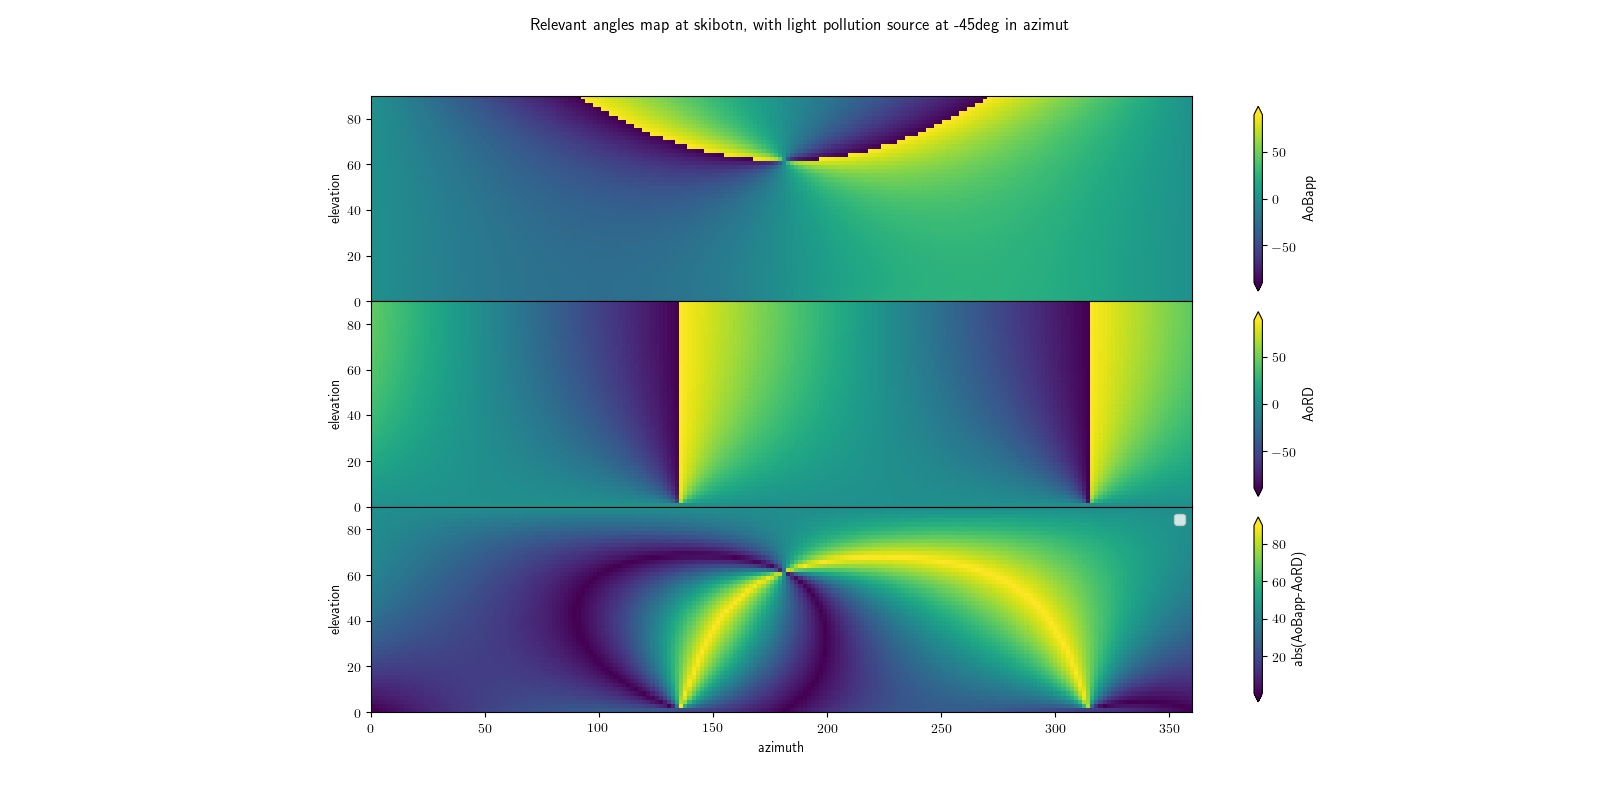 Relevant angles map at skibotn, with light pollution source at -45deg in azimut
80
60
40
20
0
elevation
50
0
−50
AoBapp
80
60
40
20
0
elevation
50
0
−50
AoRD
80
60
40
20
0
elevation
80
60
40
20
abs(AoBapp-AoRD)
0 50 100 150 200 250 300 350
azimuth